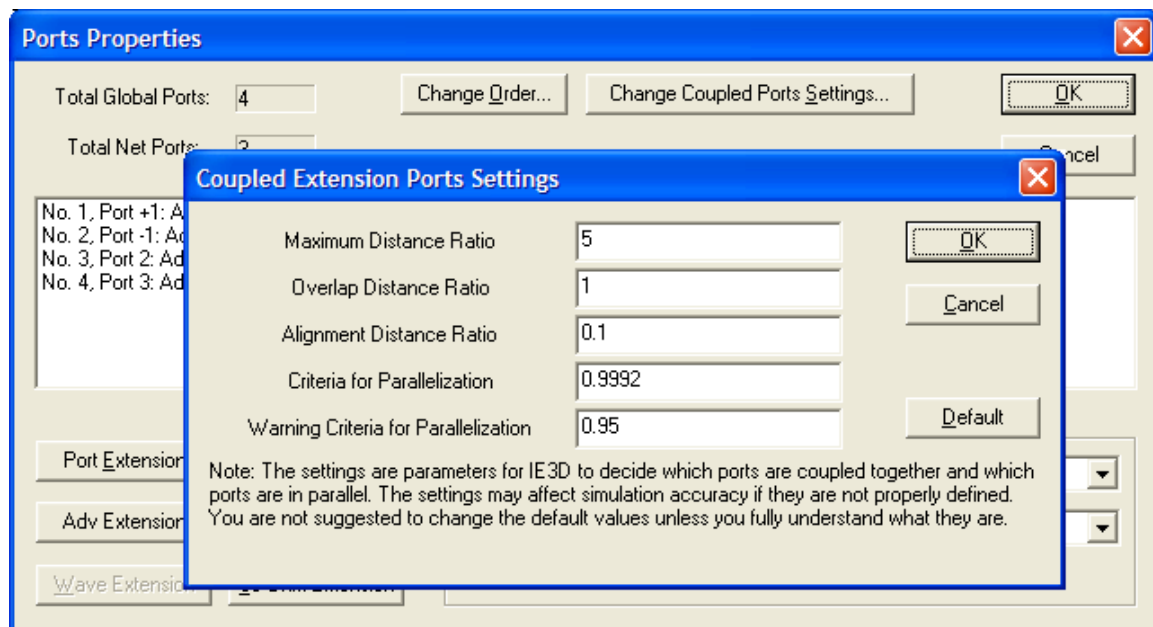 Ports Properties
Total Global Ports: 4
Change Order...
Change Coupled Ports Settings...
OK
Total Net Ports:
Coupled Extension Ports Settings
No. 1, Port +1:
No. 2, Port -1:
No. 3, Port 2: Ad
No. 4, Port 3: Ad
Maximum Distance Ratio 5
OK
Overlap Distance Ratio 1
Cancel
Alignment Distance Ratio 0.1
Criteria for Parallelization 0.9992
Warning Criteria for Parallelization 0.95
Default
Port Extension
Adv Extension
Wave Extensio
Note: The settings are parameters for IE3D to decide which ports are coupled together and which
ports are in parallel. The settings may affect simulation accuracy if they are not properly defined.
You are not suggested to change the default values unless you fully understand what they are.